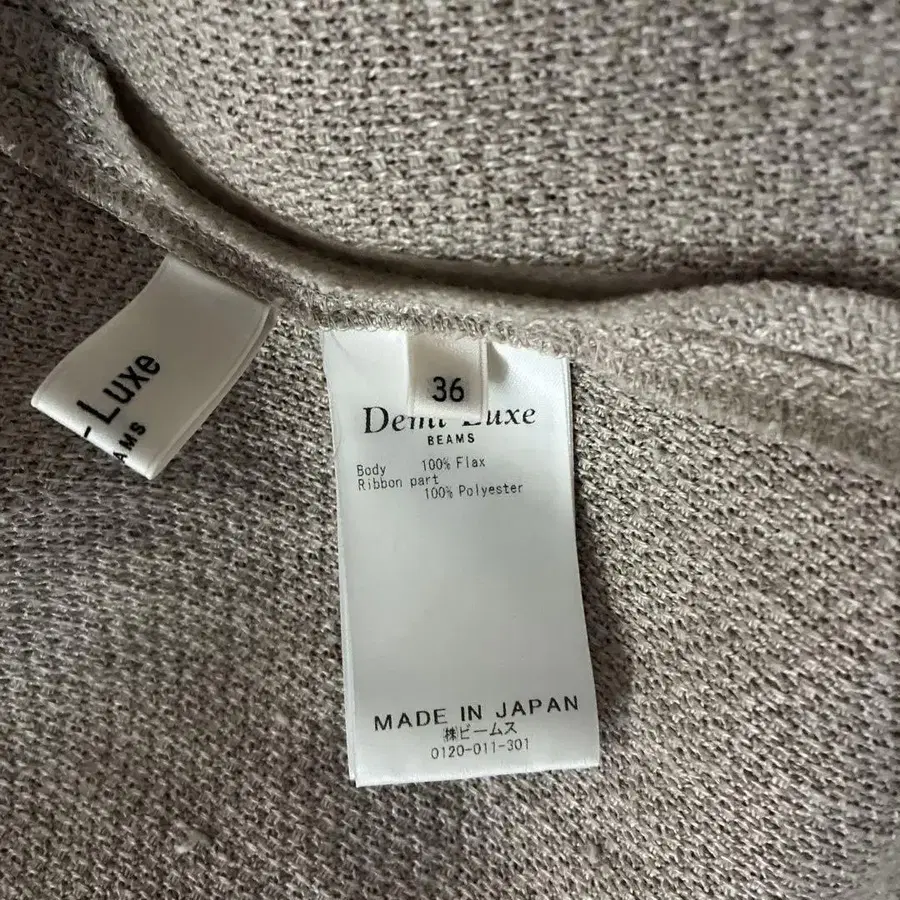 Luxe
AMS
36
Demi Luxe
BEAMS
Body 100% Flax
Ribbon part
100% Polyester
MADE IN JAPAN
㈱ビームス
0120-011-301